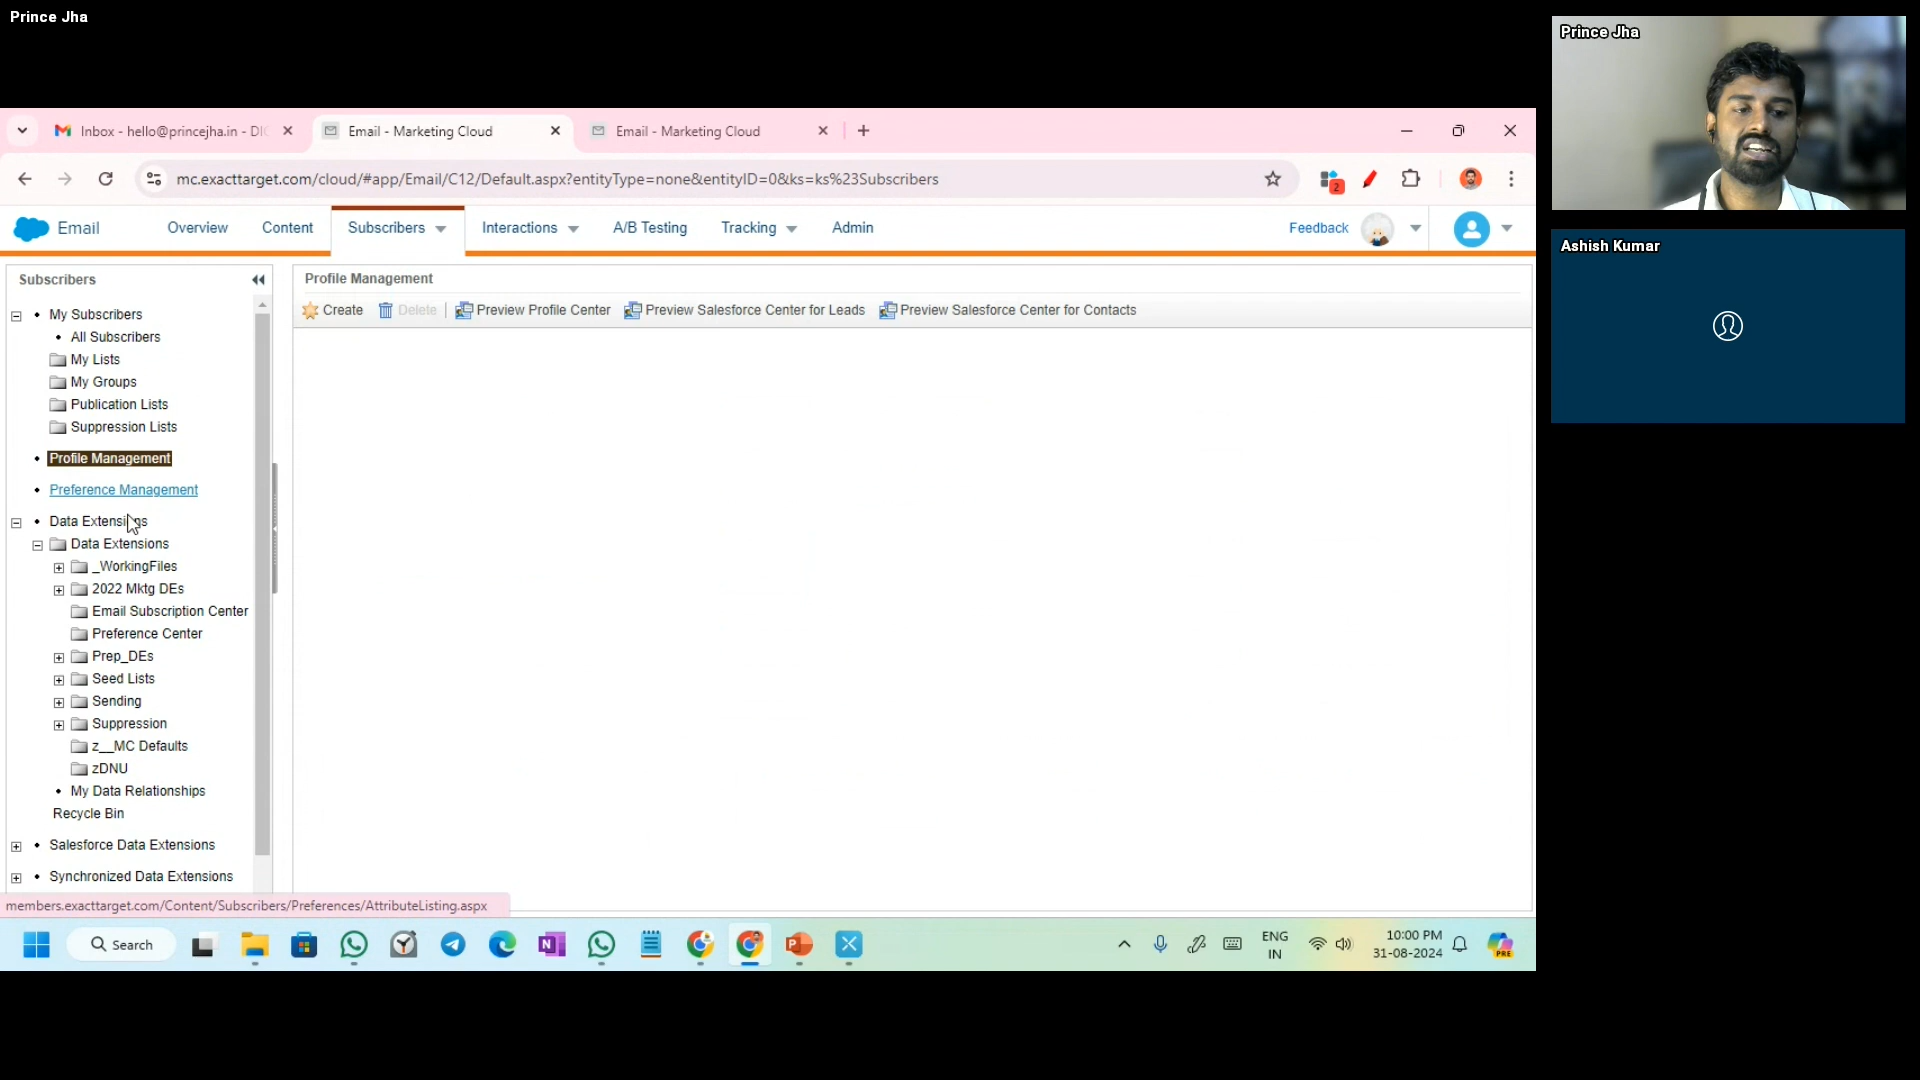 Prince Jha
Prince Jha
Ashish Kumar
Inbox - hello@princejha.in - DI
Email - Marketing Cloud
Email - Marketing Cloud
mc.exacttarget.com/cloud/#app/Email/C12/Default.aspx?entityType=none&entityID=0&ks=ks%23Subscribers
2
Email
Overview
Content
Subscribers
Interactions
A/B Testing
Tracking
Admin
Feedback
Subscribers
Profile Management
Create
Delete
Preview Profile Center
Preview Salesforce Center for Leads
Preview Salesforce Center for Contacts
My Subscribers
All Subscribers
My Lists
My Groups
Publication Lists
Suppression Lists
Profile Management
Preference Management
Data Extensions
Data Extensions
_WorkingFiles
2022 Mktg DEs
Email Subscription Center
Preference Center
Prep_DEs
Seed Lists
Sending
Suppression
z__MC Defaults
zDNU
My Data Relationships
Recycle Bin
Salesforce Data Extensions
Synchronized Data Extensions
members.exacttarget.com/Content/Subscribers/Preferences/AttributeListing.aspx
Search
ENG
IN
10:00 PM
31-08-2024
PRE